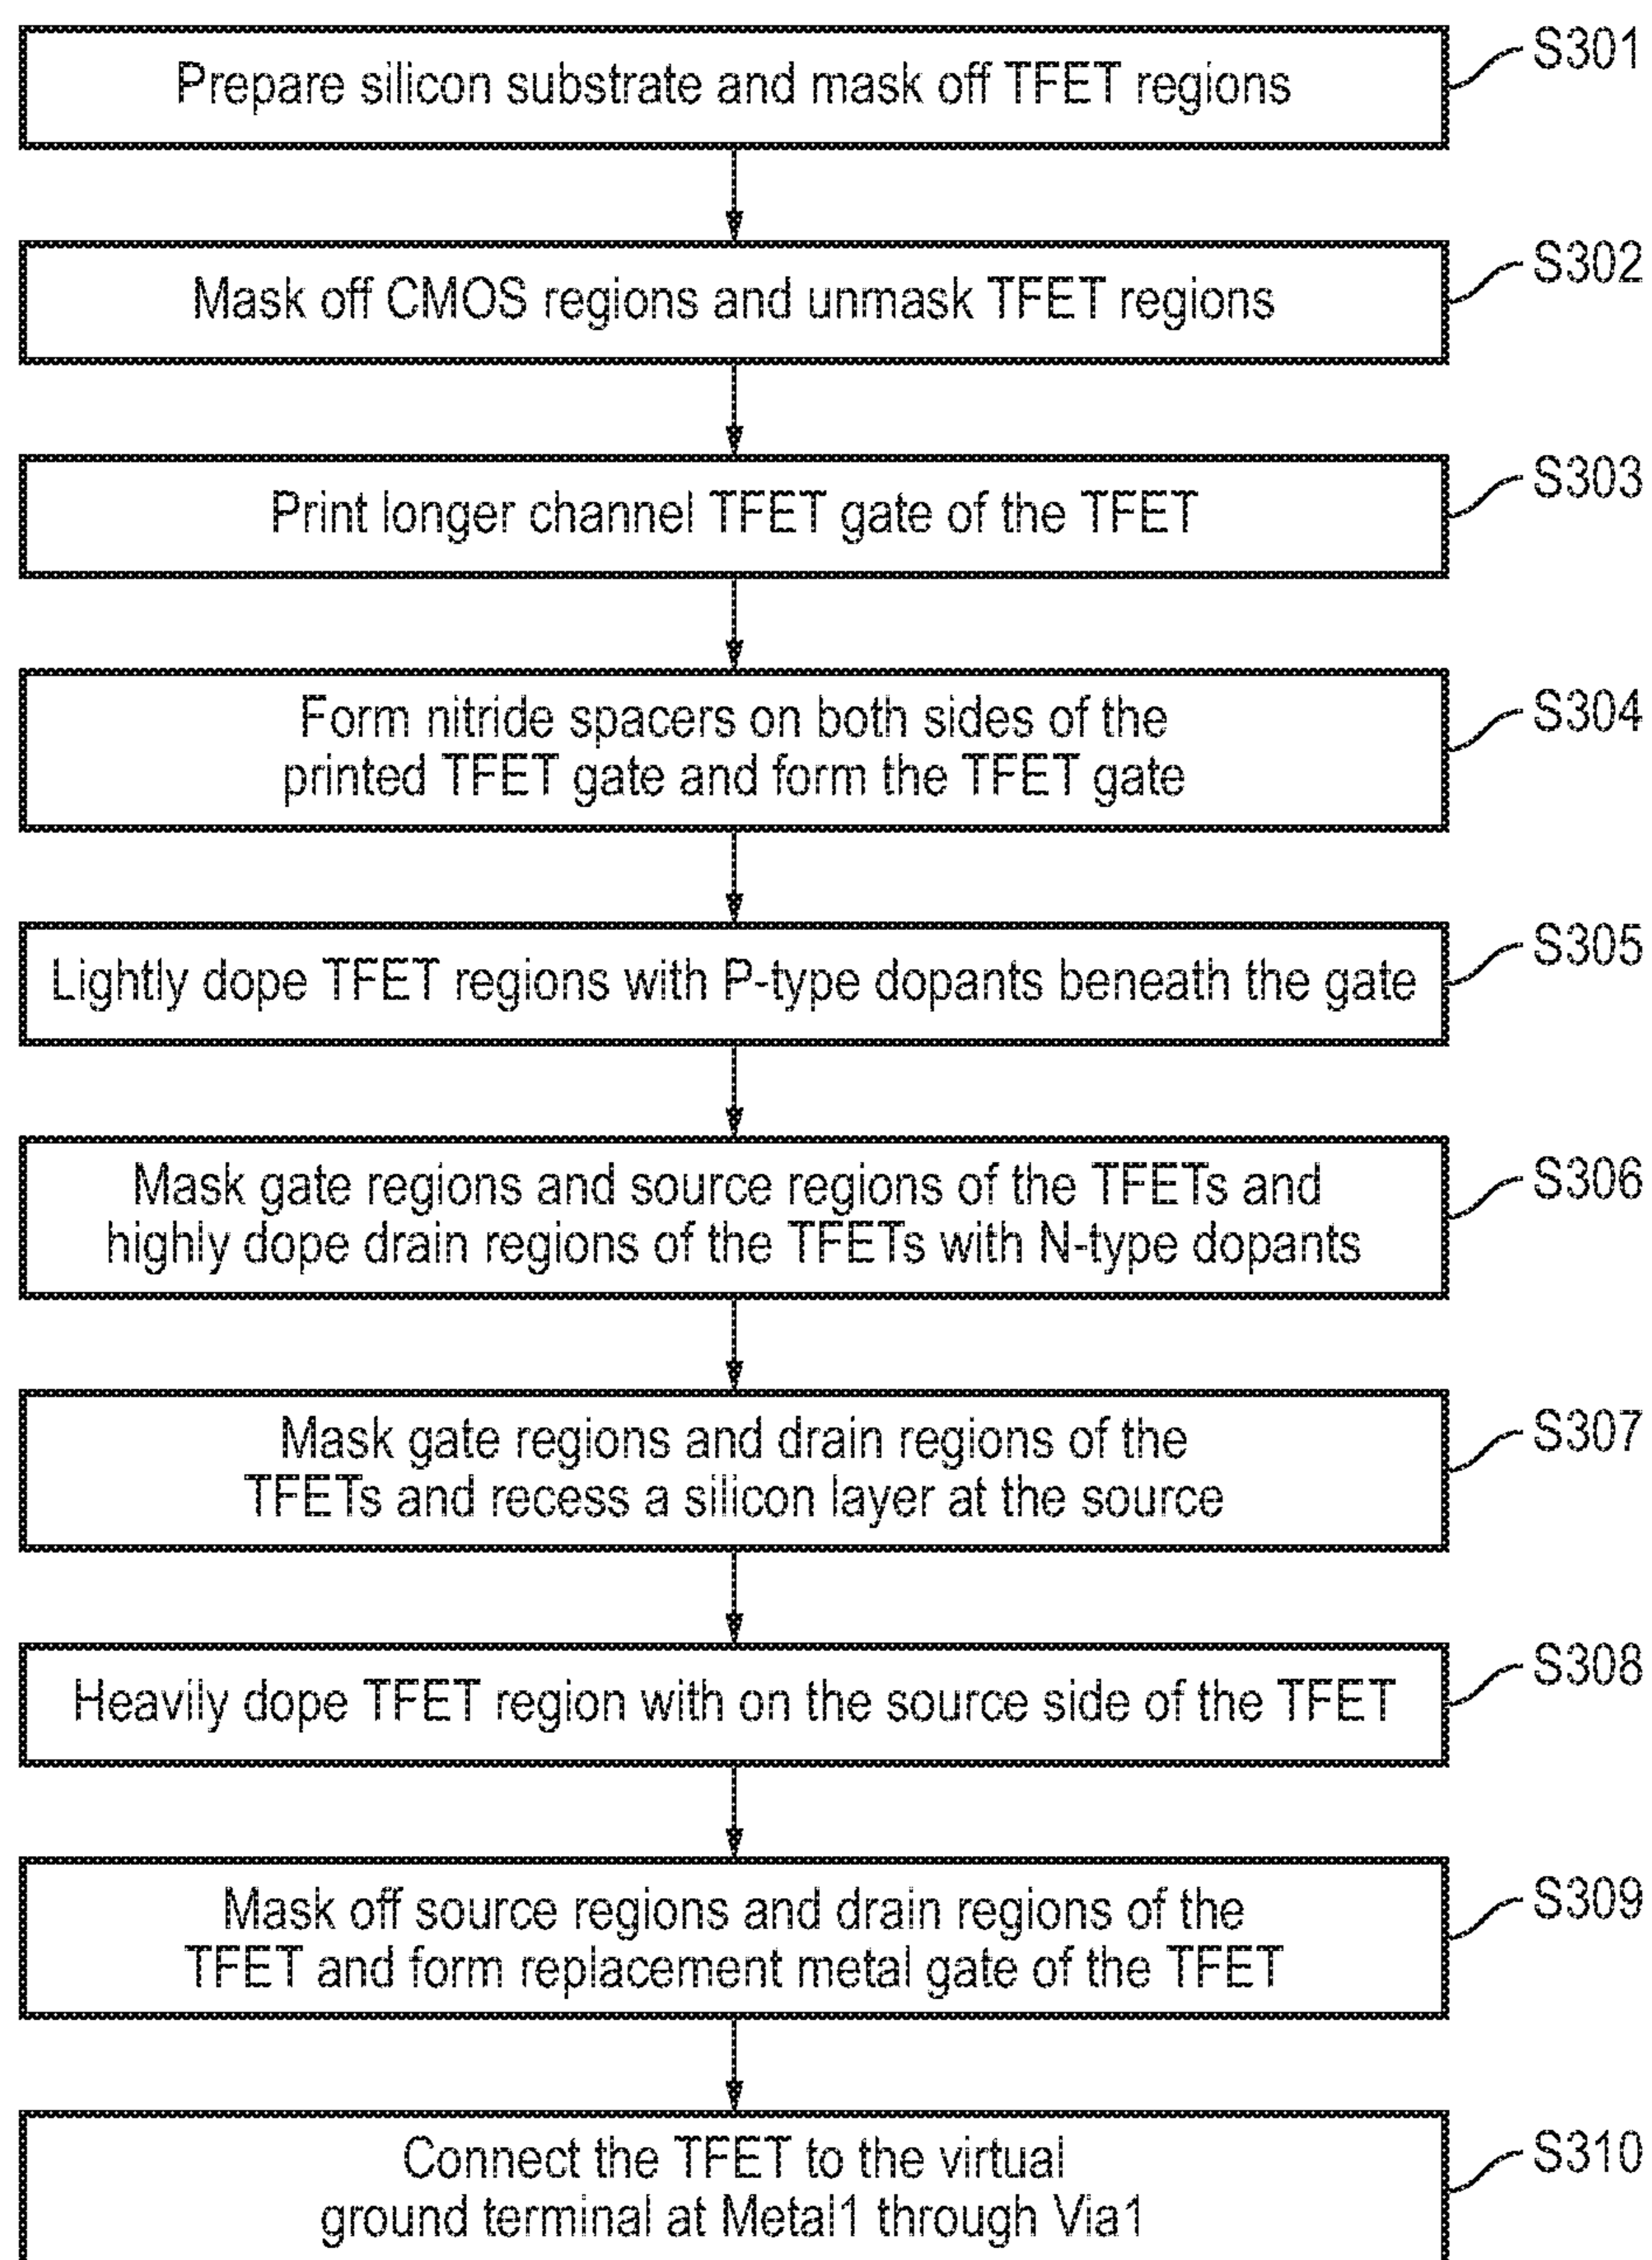 Prepare silicon substrate and mask off TFET regions
S301
Mask off CMOS regions and unmask TFET regions
S302
Print longer channel TFET gate of the TFET
S303
Form nitride spacers on both sides of the
printed TFET gate and form the TFET gate
S304
Lightly dope TFET regions with P-type dopants beneath the gate
S305
Mask gate regions and source regions of the TFETs and
highly dope drain regions of the TFETs with N-type dopants
S306
Mask gate regions and drain regions of the
TFETs and recess a silicon layer at the source
S307
Heavily dope TFET region with on the source side of the TFET
S308
Mask off source regions and drain regions of the
TFET and form replacement metal gate of the TFET
S309
Connect the TFET to the virtual
ground terminal at Metal1 through Via1
S310